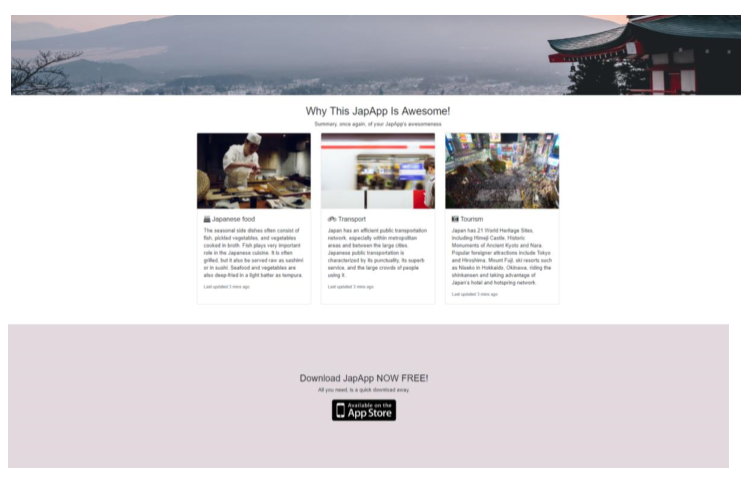 Why This JapApp Is Awesome!
Summary, once again, of your JapApp's awesomeness
Japanese food
The seasonal side dishes often consist of
fish, pickled vegetables, and vegetables
cooked in broth. Fish plays very important
role in the Japanese cuisine. It is often
grilled, but it also be served raw as sashimi
or in sushi. Seafood and vegetables are
also deep-fried in a light batter as tempura.
Last updated 3 mins ago
Transport
Japan has an efficient public transportation
network, especially within metropolitan
areas and between the large cities.
Japanese public transportation is
characterized by its punctuality, its superb
service, and the large crowds of people
using it.
Last updated 3 mins ago
Tourism
Japan has 21 World Heritage Sites,
including Himeji Castle, Historic
Monuments of Ancient Kyoto and Nara.
Popular foreigner attractions include Tokyo
and Hiroshima, Mount Fuji, ski resorts such
as Niseko in Hokkaido, Okinawa, riding the
shinkansen and taking advantage of
Japan's hotel and hotspring network.
Last updated 3 mins ago
Download JapApp NOW FREE!
All you need, is a quick download away.
Available on the
App Store